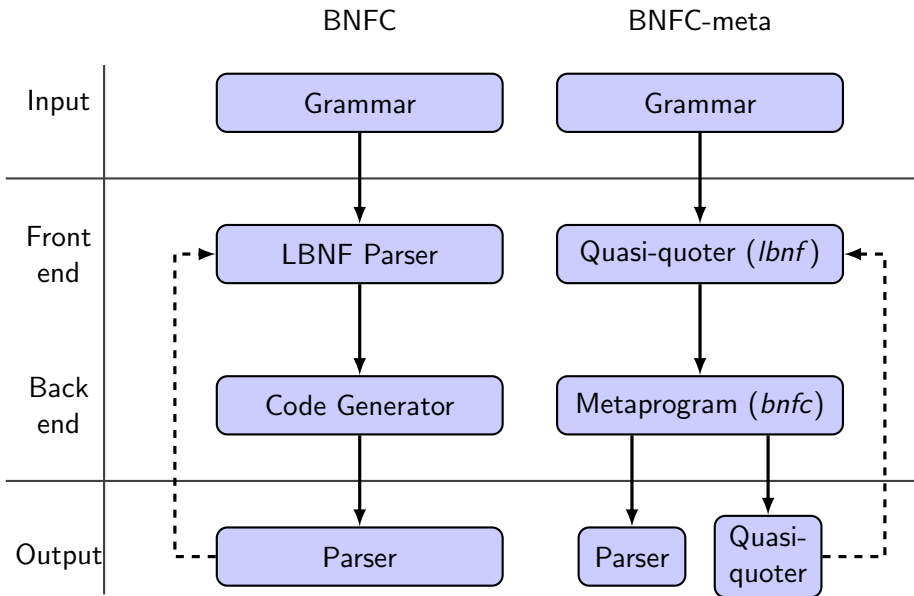 BNFC BNFC-meta
Input Grammar Grammar
Front
end
LBNF Parser Quasi-quoter (lbnf)
Back
end
Code Generator Metaprogram (bnfc)
Output Parser Parser
Quasi-
quoter